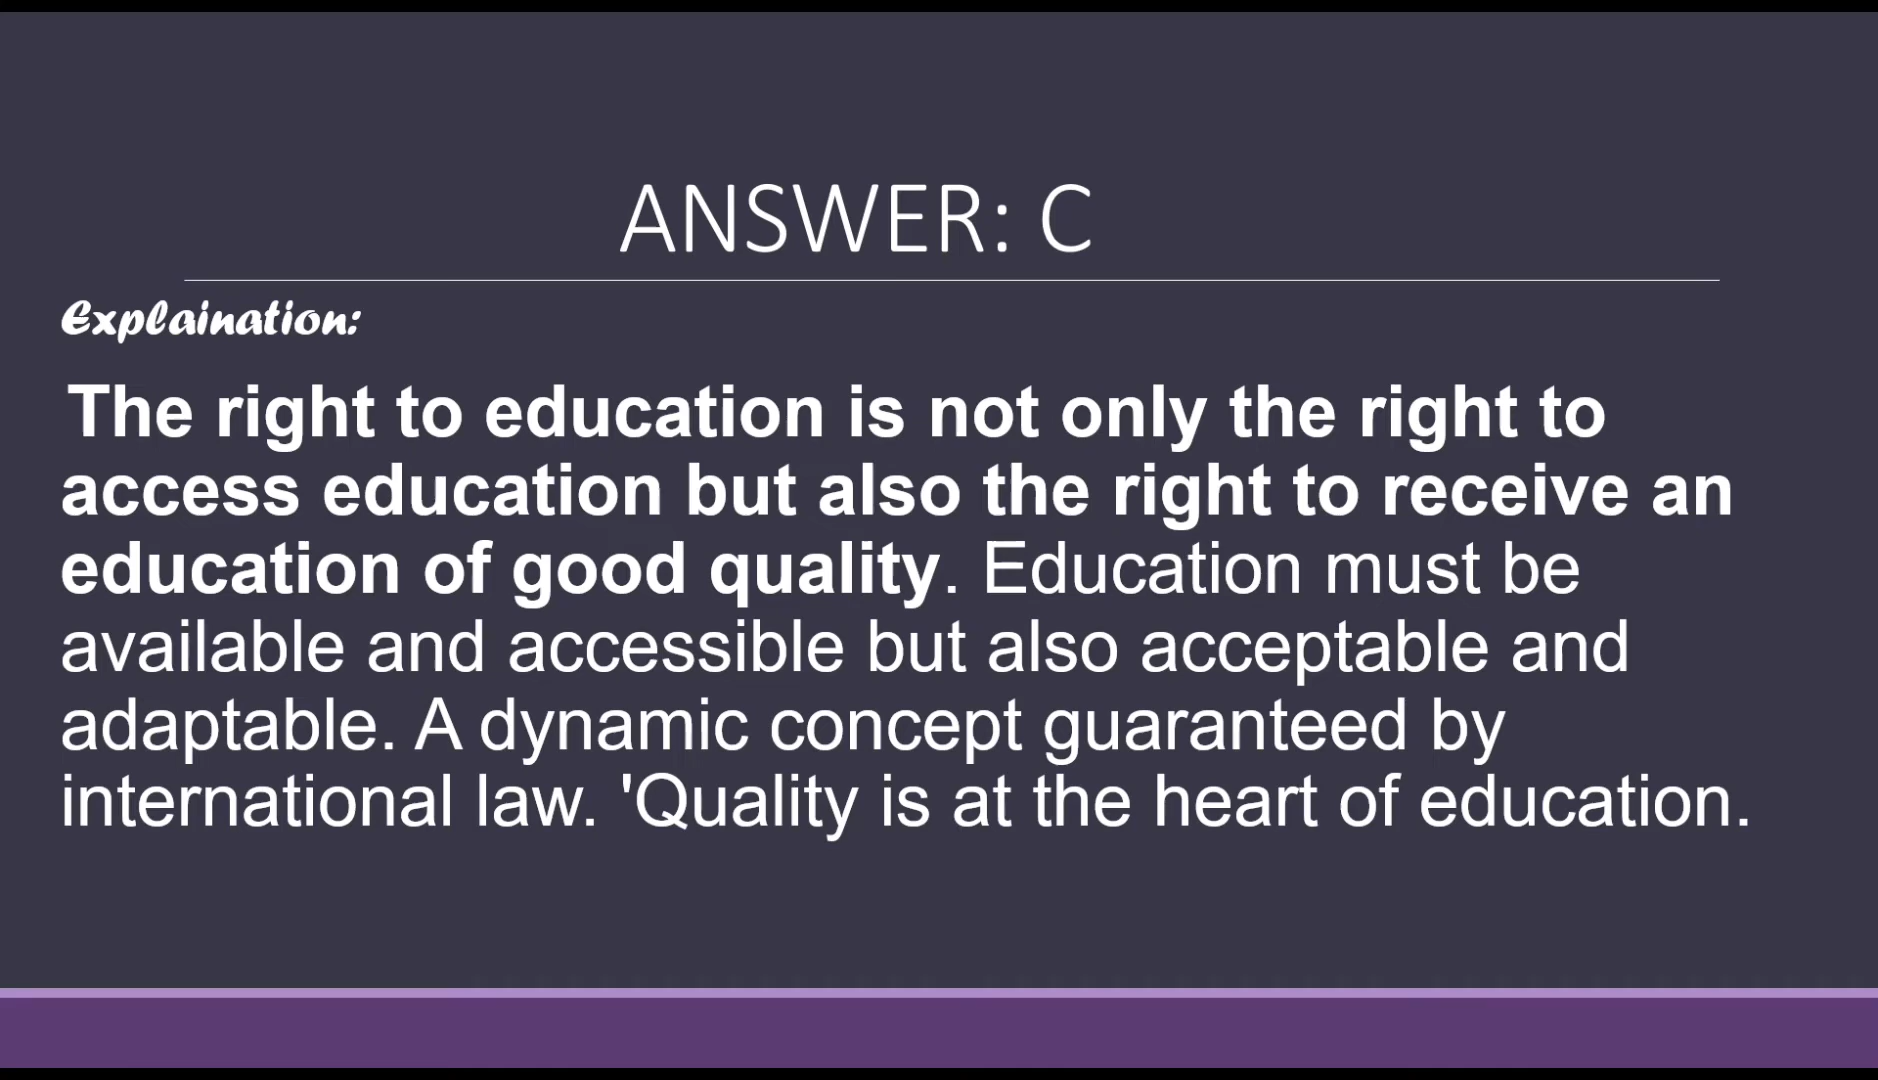 ANSWER: C
Explaination:
The right to education is not only the right to
access education but also the right to receive an
education of good quality. Education must be
available and accessible but also acceptable and
adaptable. A dynamic concept guaranteed by
international law. 'Quality is at the heart of education.